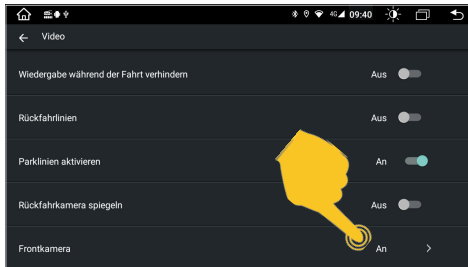 4G 09:40
Video
Wiedergabe während der Fahrt verhindern Aus
Rückfahrlinien Aus
Parklinien aktivieren An
Rückfahrkamera spiegeln Aus
Frontkamera An